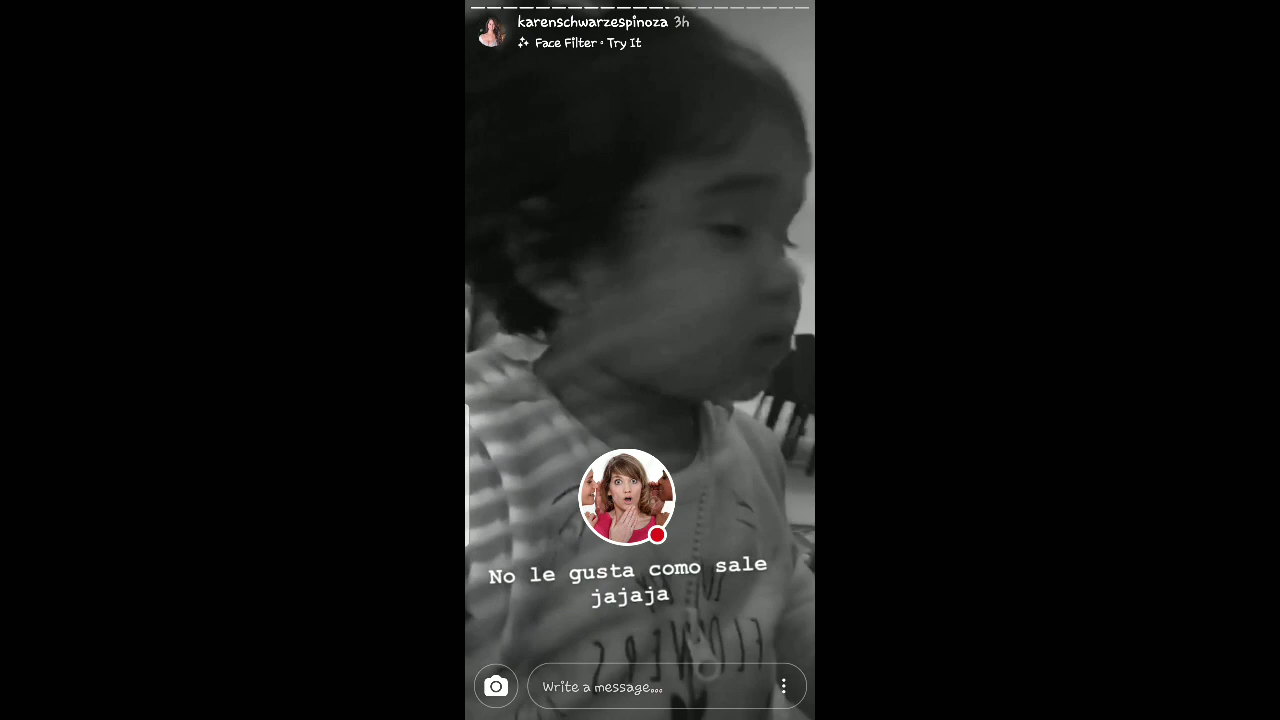 karenschwarzespinoza 3h
Face Filter • Try It
No le gusta como sale
jajaja
Write a message...